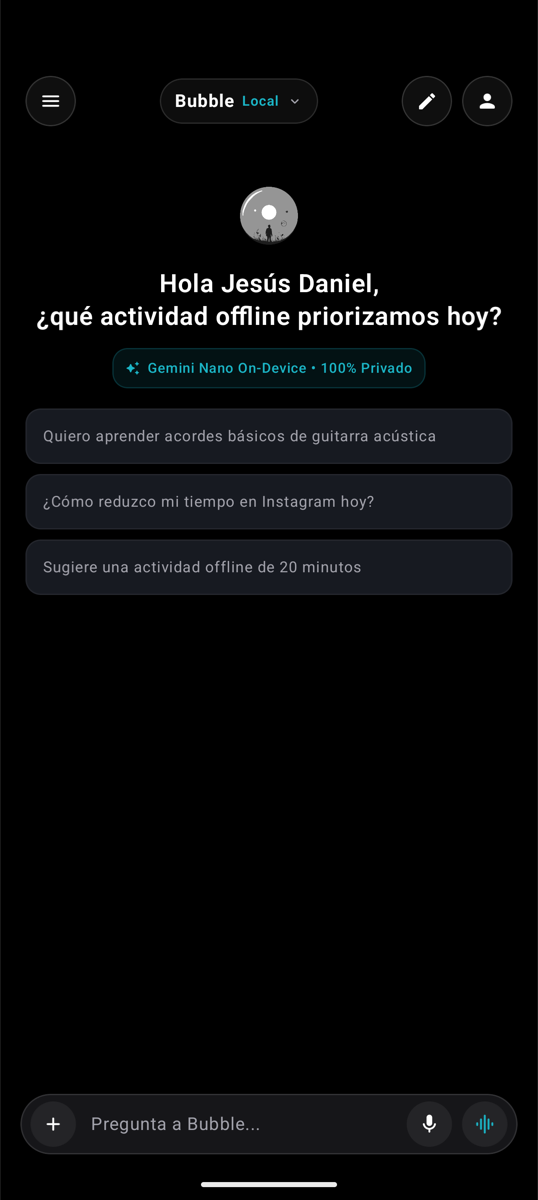 Bubble Local
Hola Jesús Daniel,
¿qué actividad offline priorizamos hoy?
Gemini Nano On-Device • 100% Privado
Quiero aprender acordes básicos de guitarra acústica
¿Cómo reduzco mi tiempo en Instagram hoy?
Sugiere una actividad offline de 20 minutos
Pregunta a Bubble...